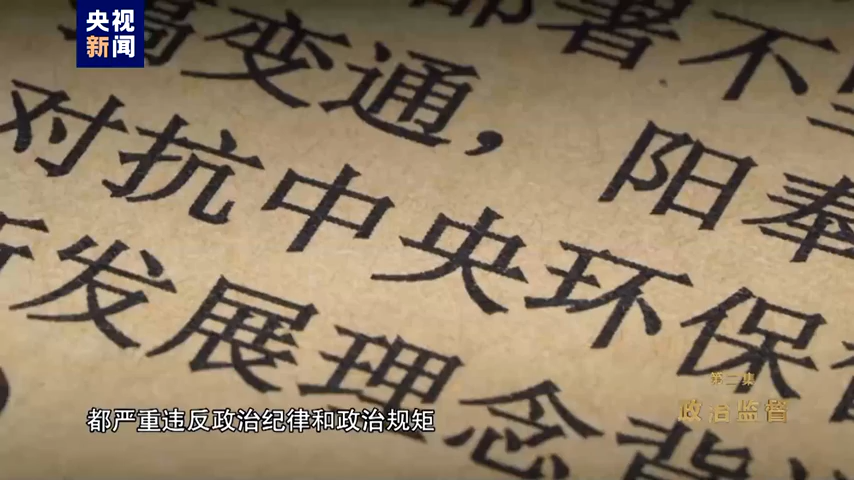 央视
新闻
搞变通，阳奉
署不
对抗中央环保
发展理念背
第二集
政治监督
都严重违反政治纪律和政治规矩